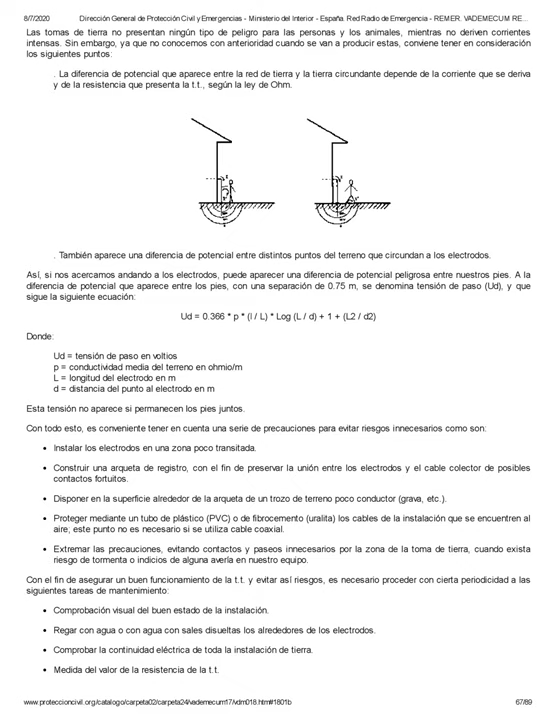 8/7/2020 Dirección General de Protección Civil y Emergencias - Ministerio del Interior - España. Red Radio de Emergencia - REMER. VADEMECUM RE...
Las tomas de tierra no presentan ningún tipo de peligro para las personas y los animales, mientras no deriven corrientes
intensas. Sin embargo, ya que no conocemos con anterioridad cuando se van a producir estas, conviene tener en consideración
los siguientes puntos:
. La diferencia de potencial que aparece entre la red de tierra y la tierra circundante depende de la corriente que se deriva
y de la resistencia que presenta la t.t., según la ley de Ohm.
. También aparece una diferencia de potencial entre distintos puntos del terreno que circundan a los electrodos.
Así, si nos acercamos andando a los electrodos, puede aparecer una diferencia de potencial peligrosa entre nuestros pies. A la
diferencia de potencial que aparece entre los pies, con una separación de 0.75 m, se denomina tensión de paso (Ud), y que
sigue la siguiente ecuación:
Ud = 0.366 * p * (I / L) * Log (L / d) + 1 + (L2 / d2)
Donde:
Ud = tensión de paso en voltios
p = conductividad media del terreno en ohmio/m
L = longitud del electrodo en m
d = distancia del punto al electrodo en m
Esta tensión no aparece si permanecen los pies juntos.
Con todo esto, es conveniente tener en cuenta una serie de precauciones para evitar riesgos innecesarios como son:
• Instalar los electrodos en una zona poco transitada.
• Construir una arqueta de registro, con el fin de preservar la unión entre los electrodos y el cable colector de posibles
contactos fortuitos.
• Disponer en la superficie alrededor de la arqueta de un trozo de terreno poco conductor (grava, etc.).
• Proteger mediante un tubo de plástico (PVC) o de fibrocemento (uralita) los cables de la instalación que se encuentren al
aire, este punto no es necesario si se utiliza cable coaxial.
• Extremar las precauciones, evitando contactos y paseos innecesarios por la zona de la toma de tierra, cuando exista
riesgo de tormenta o indicios de alguna avería en nuestro equipo.
Con el fin de asegurar un buen funcionamiento de la t.t. y evitar así riesgos, es necesario proceder con cierta periodicidad a las
siguientes tareas de mantenimiento:
• Comprobación visual del buen estado de la instalación.
• Regar con agua o con agua con sales disueltas los alrededores de los electrodos.
• Comprobar la continuidad eléctrica de toda la instalación de tierra.
• Medida del valor de la resistencia de la t.t.
www.proteccioncivil.org/catalogo/carpeta02/carpeta24/vademecum17/vdm018.htm#1801b 67/89